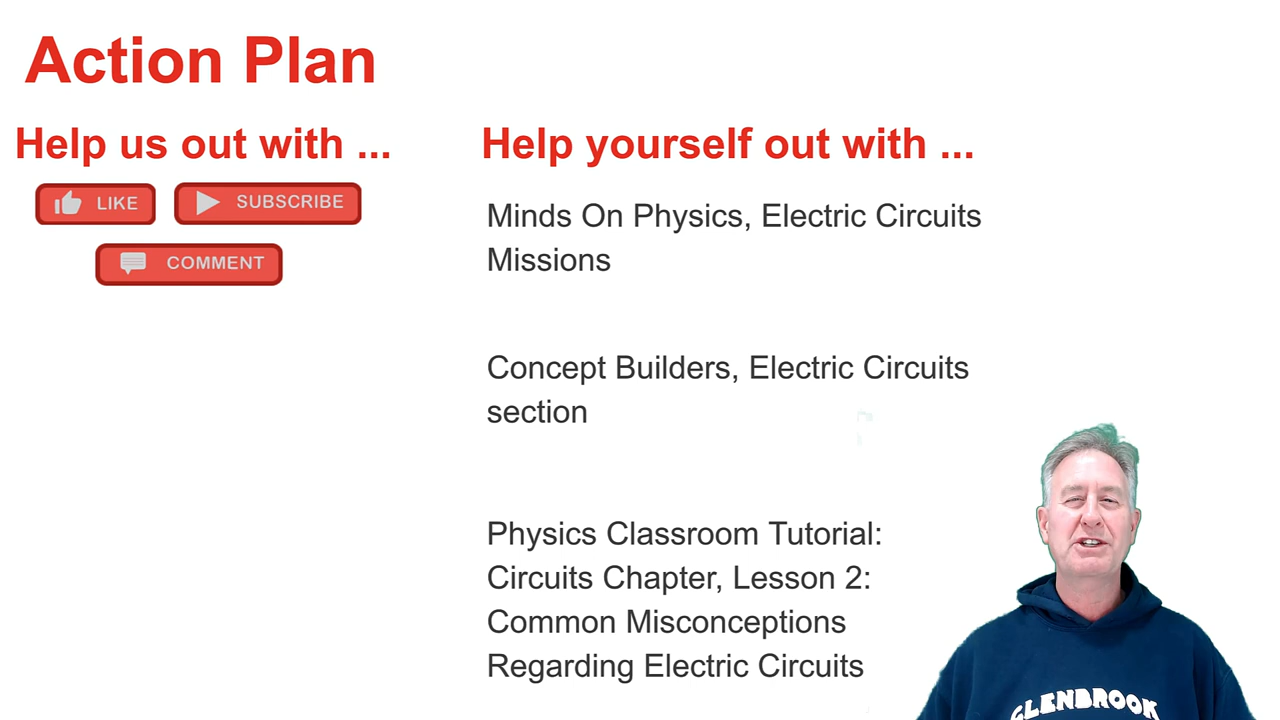 Action Plan
Help us out with ...
LIKE
SUBSCRIBE
COMMENT
Help yourself out with ...
Minds On Physics, Electric Circuits
Missions
Concept Builders, Electric Circuits
section
Physics Classroom Tutorial:
Circuits Chapter, Lesson 2:
Common Misconceptions
Regarding Electric Circuits
GLENBROOK